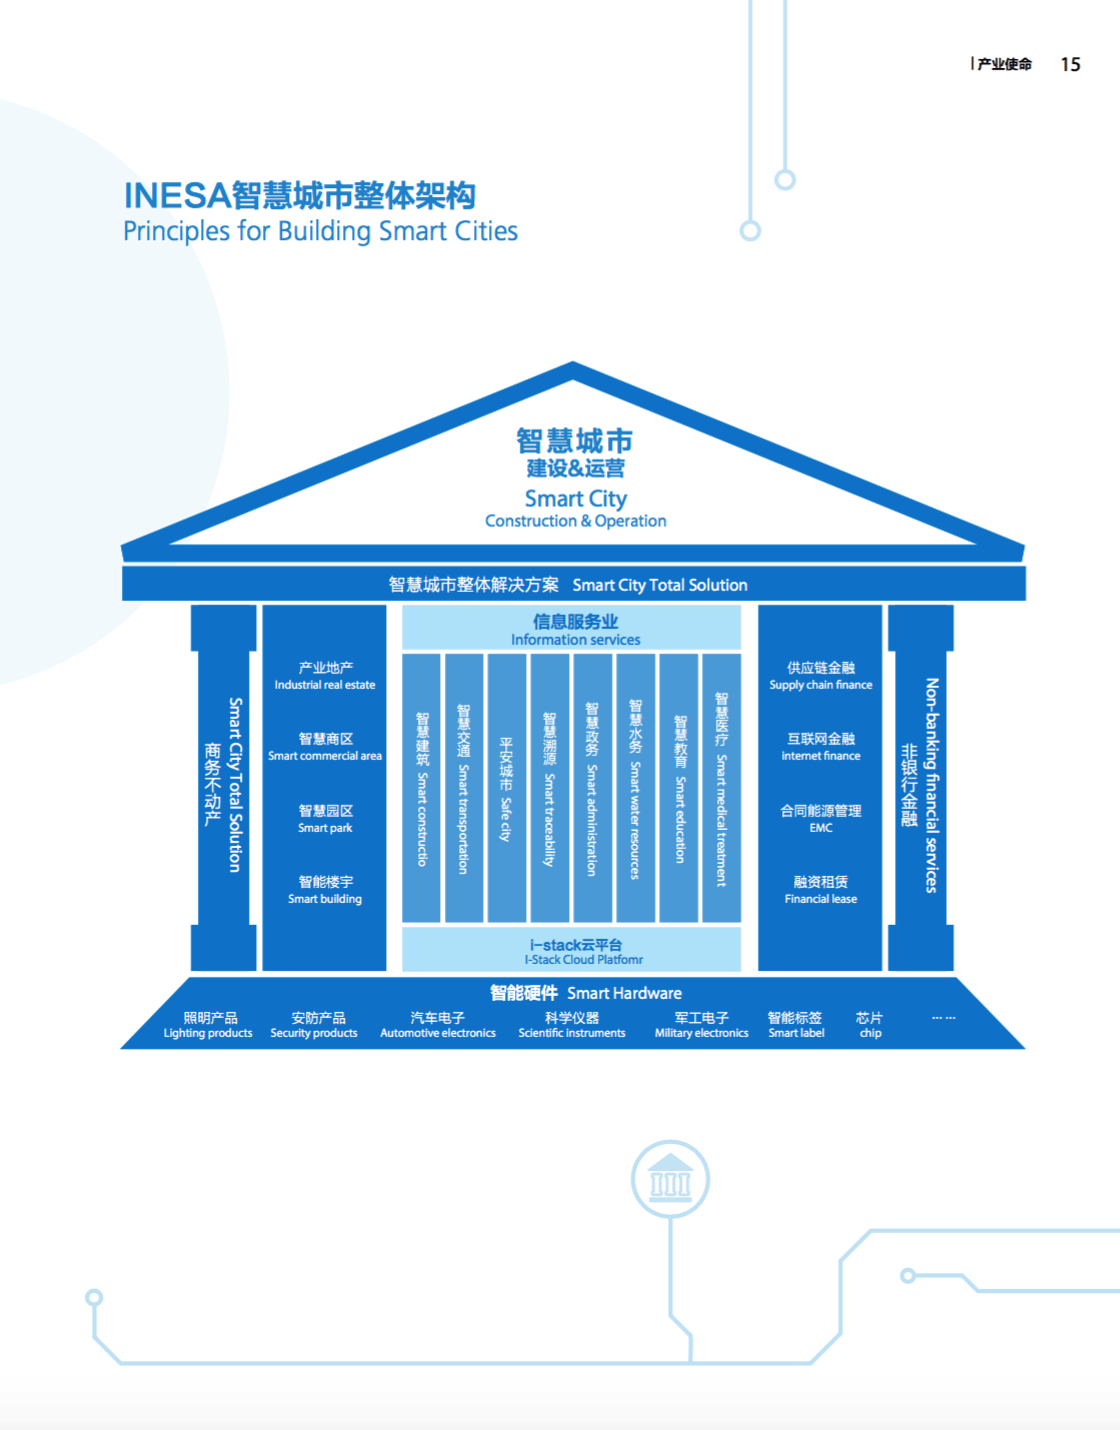 产业使命 15
INESA智慧城市整体架构
Principles for Building Smart Cities
智慧城市
建设&运营
Smart City
Construction & Operation
智慧城市整体解决方案 Smart City Total Solution
商务不动产
Smart City Total Solution
产业地产
Industrial real estate
智慧商区
Smart commercial area
智慧园区
Smart park
智能楼宇
Smart building
信息服务业
Information services
智慧建筑 Smart constructio
智慧交通 Smart transportation
平安城市 Safe city
智慧溯源 Smart traceability
智慧政务 Smart administration
智慧水务 Smart water resources
智慧教育 Smart education
智慧医疗 Smart medical treatment
i-stack云平台
I-Stack Cloud Platfomr
供应链金融
Supply chain finance
互联网金融
internet finance
合同能源管理
EMC
融资租赁
Financial lease
非银行金融
Non-banking financial services
智能硬件 Smart Hardware
照明产品 安防产品 汽车电子 科学仪器 军工电子 智能标签 芯片 ... ...
Lighting products Security products Automotive electronics Scientific instruments Military electronics Smart label chip